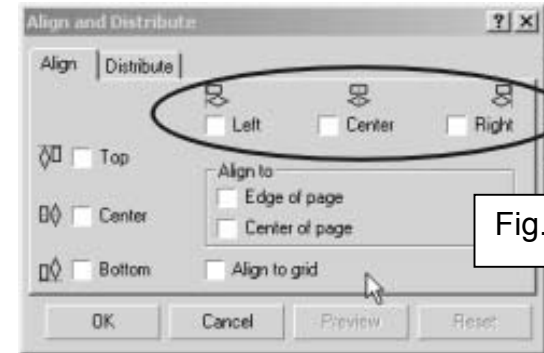 Align and Distribute
Align Distribute
Left Center Right
Top
Align to
Edge of page
Center Center of page
Fig.
Bottom Align to grid
OK Cancel Preview Reset